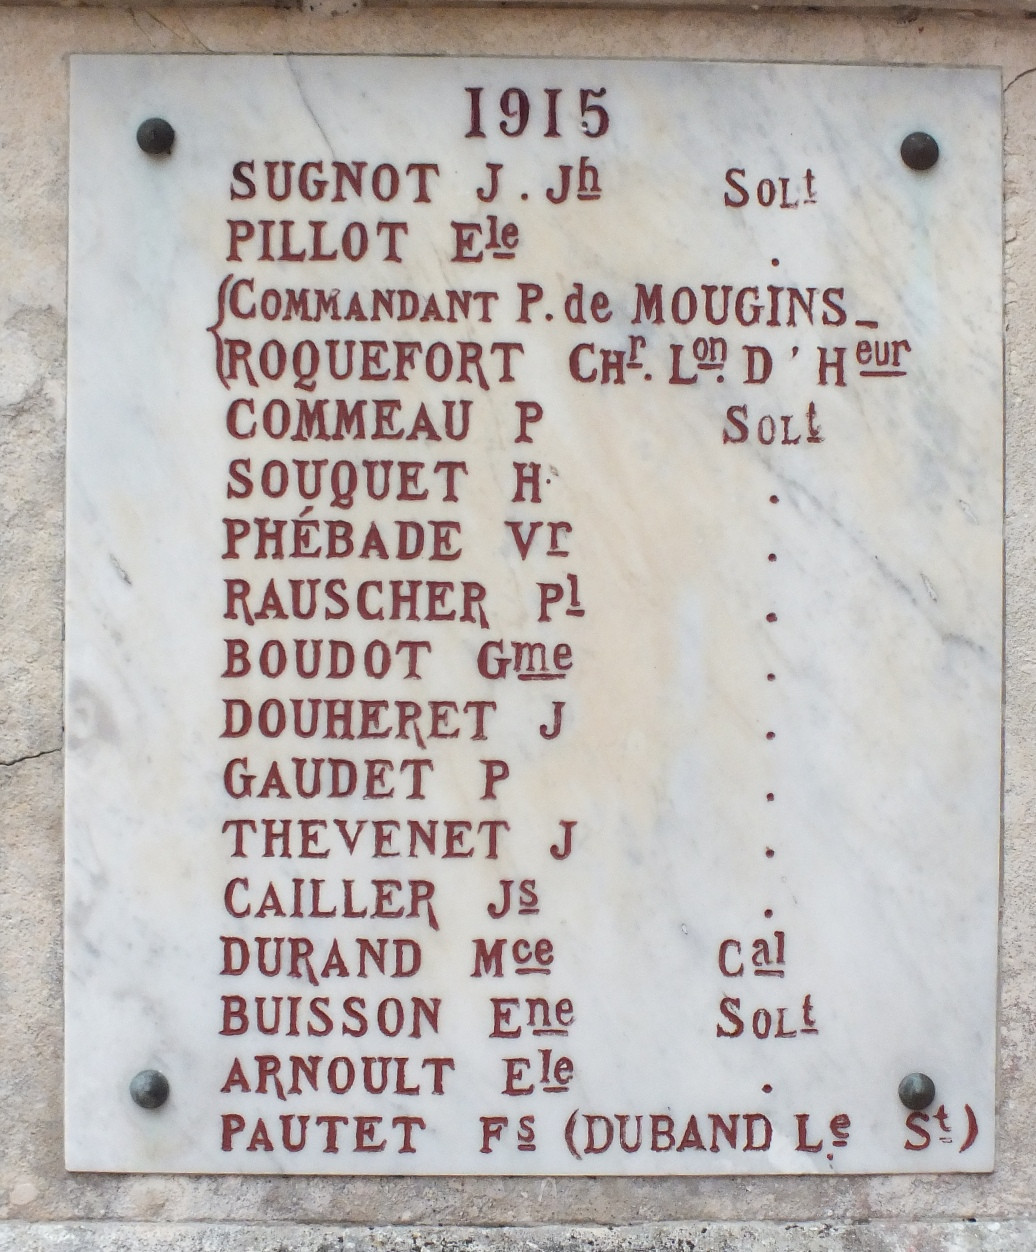 1915
SUGNOT J. Jh Solt
PILLOT Ele .
(COMMANDANT P. de MOUGINS_
ROQUEFORT CHr. Lon. D'Heur
COMMEAU P Solt
SOUQUET H. .
PHÉBADE Vr .
RAUSCHER Pl .
BOUDOT Gme .
DOUHERET J .
GAUDET P .
THEVENET J .
CAILLER Js .
DURAND Mce Cal
BUISSON Ene Solt
ARNOULT Ele .
PAUTET Fs (DUBAND Le St)